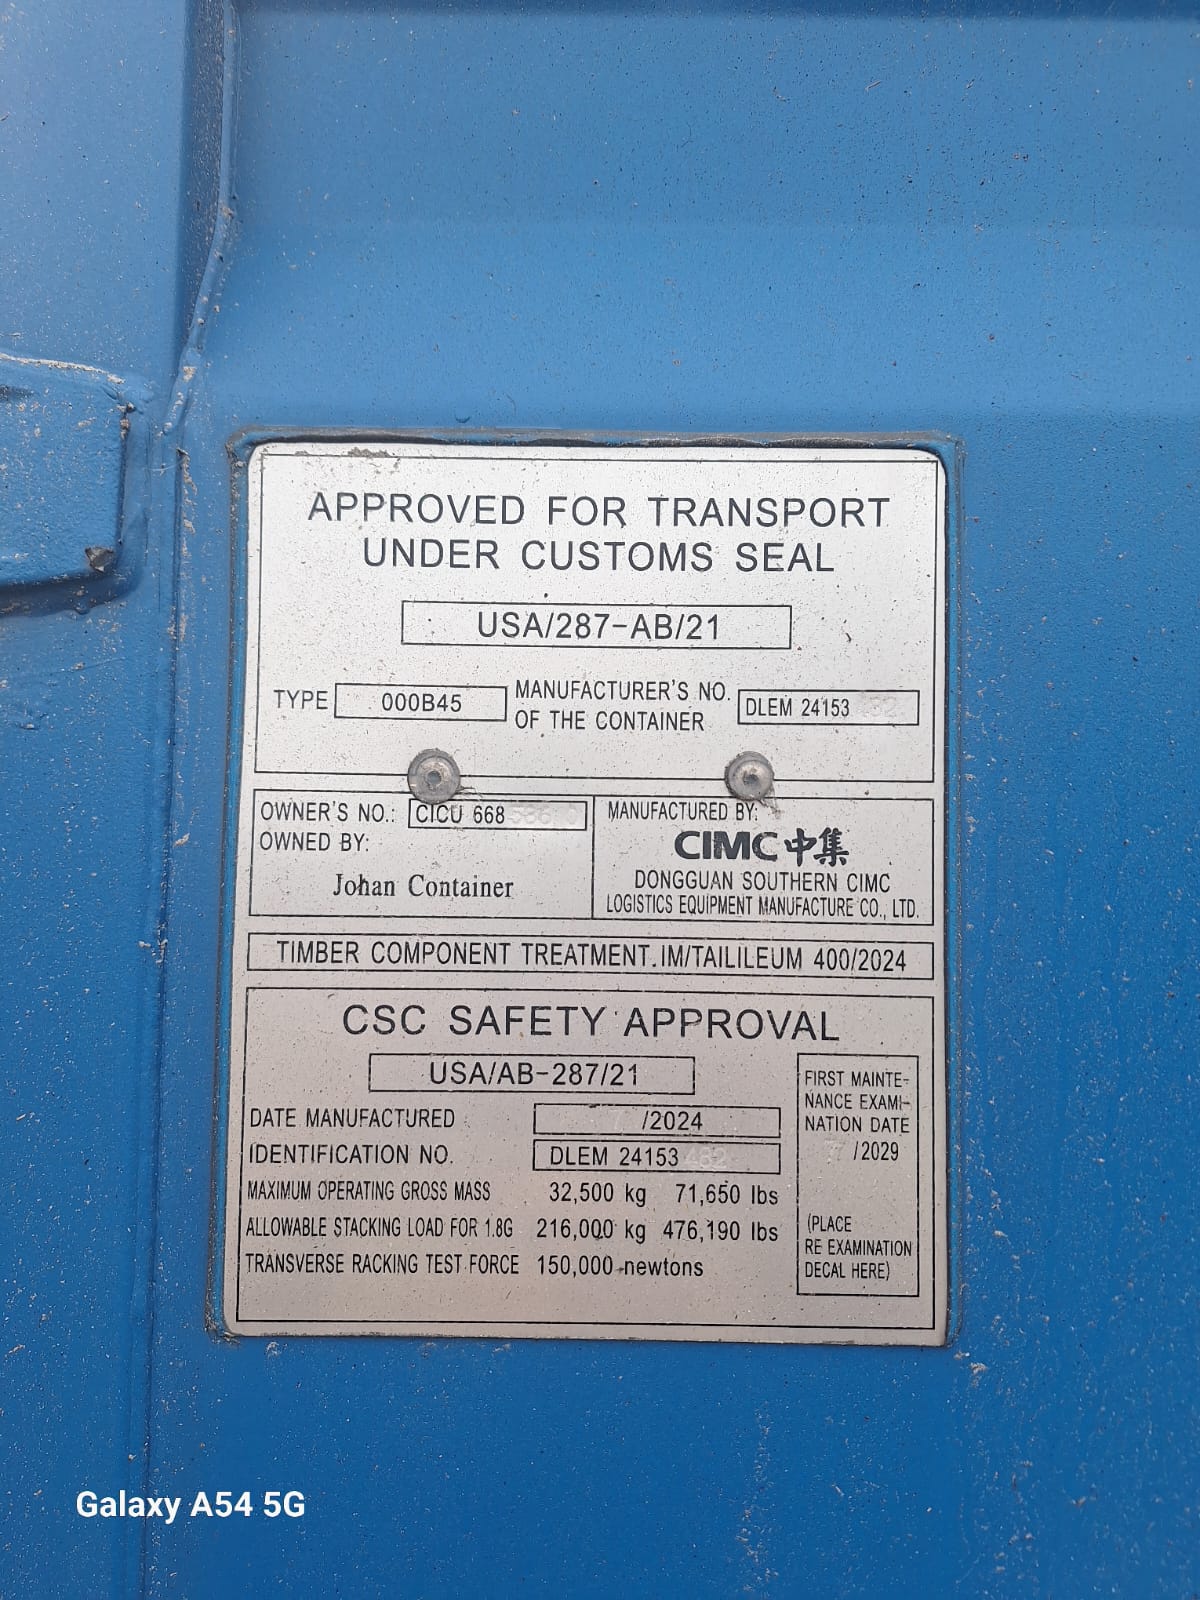 APPROVED FOR TRANSPORT
UNDER CUSTOMS SEAL
USA/287-AB/21
TYPE 000B45
MANUFACTURER'S NO.
OF THE CONTAINER
DLEM 24153
OWNER'S NO.: CICU 668
OWNED BY:
Johan Container
MANUFACTURED BY:
CIMC 中集
DONGGUAN SOUTHERN CIMC
LOGISTICS EQUIPMENT MANUFACTURE CO., LTD.
TIMBER COMPONENT TREATMENT.IM/TAILILEUM 400/2024
CSC SAFETY APPROVAL
USA/AB-287/21
DATE MANUFACTURED /2024
IDENTIFICATION NO. DLEM 24153
MAXIMUM OPERATING GROSS MASS 32,500 kg 71,650 lbs
ALLOWABLE STACKING LOAD FOR 1.8G 216,000 kg 476,190 lbs
TRANSVERSE RACKING TEST FORCE 150,000 newtons
FIRST MAINTE-
NANCE EXAMI-
NATION DATE
/2029
(PLACE
RE EXAMINATION
DECAL HERE)
Galaxy A54 5G